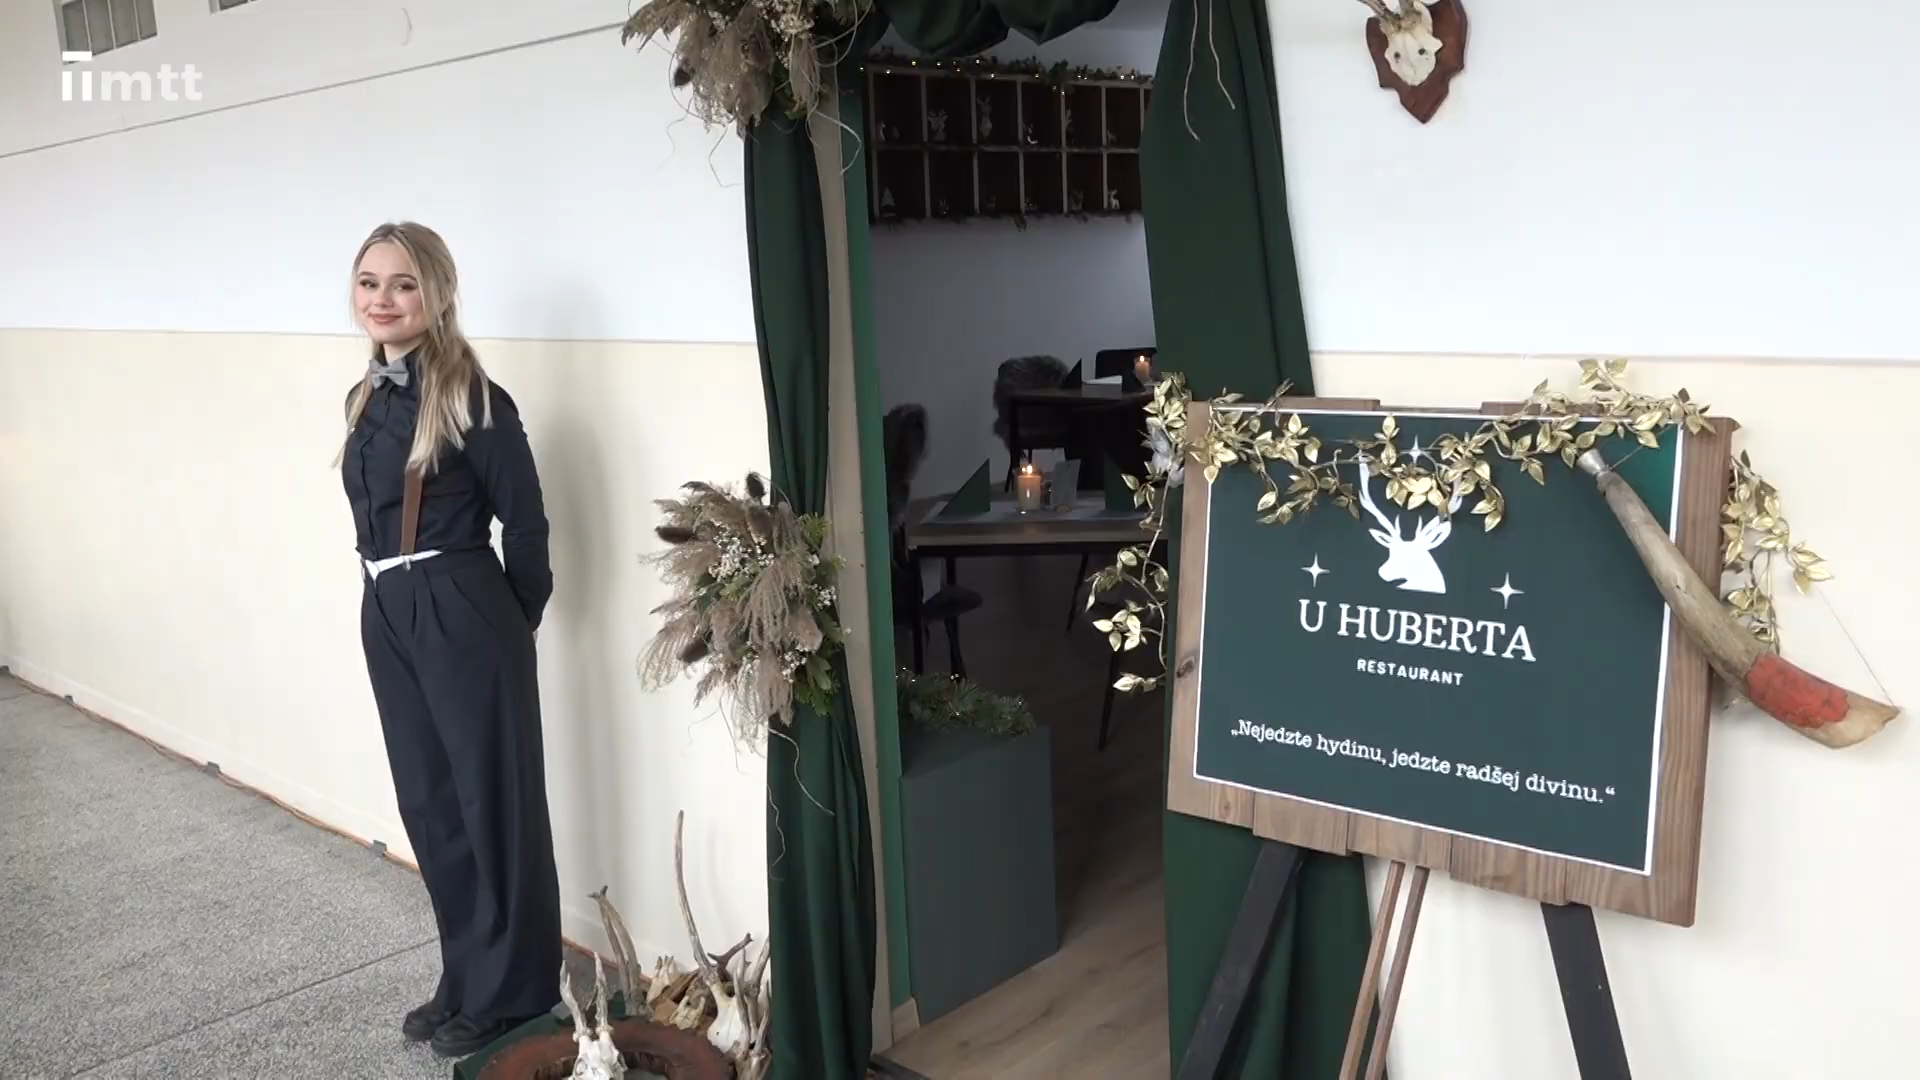 mtt
U HUBERTA
RESTAURANT
„Nejedzte hydinu, jedzte radšej divinu.“